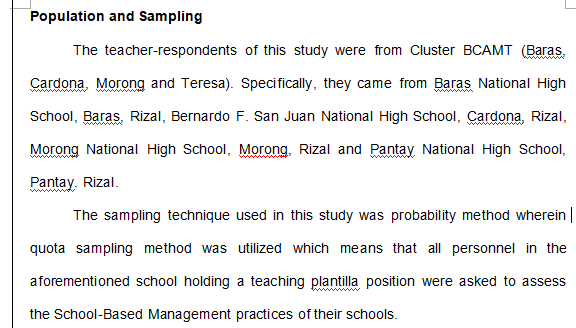 Population and Sampling
The teacher-respondents of this study were from Cluster BCAMT (Baras,
Cardona, Morong and Teresa). Specifically, they came from Baras National High
School, Baras, Rizal, Bernardo F. San Juan National High School, Cardona, Rizal,
Morong National High School, Morong, Rizal and Pantay National High School,
Pantay. Rizal.
The sampling technique used in this study was probability method wherein
quota sampling method was utilized which means that all personnel in the
aforementioned school holding a teaching plantilla position were asked to assess
the School-Based Management practices of their schools.